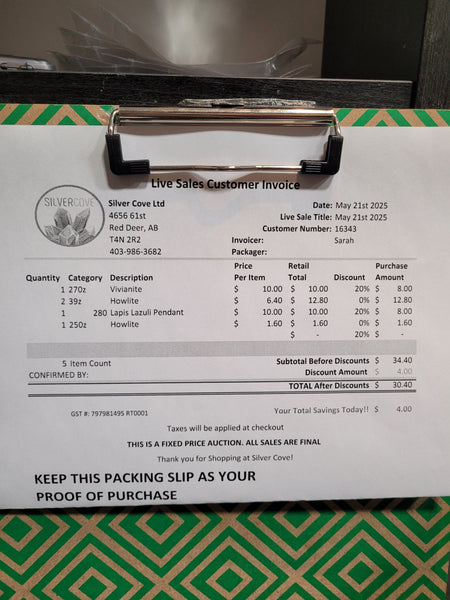 Live Sales Customer Invoice
SILVERCOVE
Silver Cove Ltd
4656 61st
Red Deer, AB
T4N 2R2
403-986-3682
Date: May 21st 2025
Live Sale Title: May 21st 2025
Customer Number: 16343
Invoicer: Sarah
Packager:
Quantity Category Description Price Per Item Retail Total Discount Purchase Amount
1 270z Vivianite $ 10.00 $ 10.00 20% $ 8.00
2 39z Howlite $ 6.40 $ 12.80 0% $ 12.80
1 280 Lapis Lazuli Pendant $ 10.00 $ 10.00 20% $ 8.00
1 250z Howlite $ 1.60 $ 1.60 0% $ 1.60
$ - 20% $
5 Item Count
Subtotal Before Discounts $ 34.40
CONFIRMED BY:
Discount Amount $ 4.00
TOTAL After Discounts $ 30.40
GST #: 797981495 RT0001
Your Total Savings Today!! $ 4.00
Taxes will be applied at checkout
THIS IS A FIXED PRICE AUCTION. ALL SALES ARE FINAL
Thank you for Shopping at Silver Cove!
KEEP THIS PACKING SLIP AS YOUR
PROOF OF PURCHASE